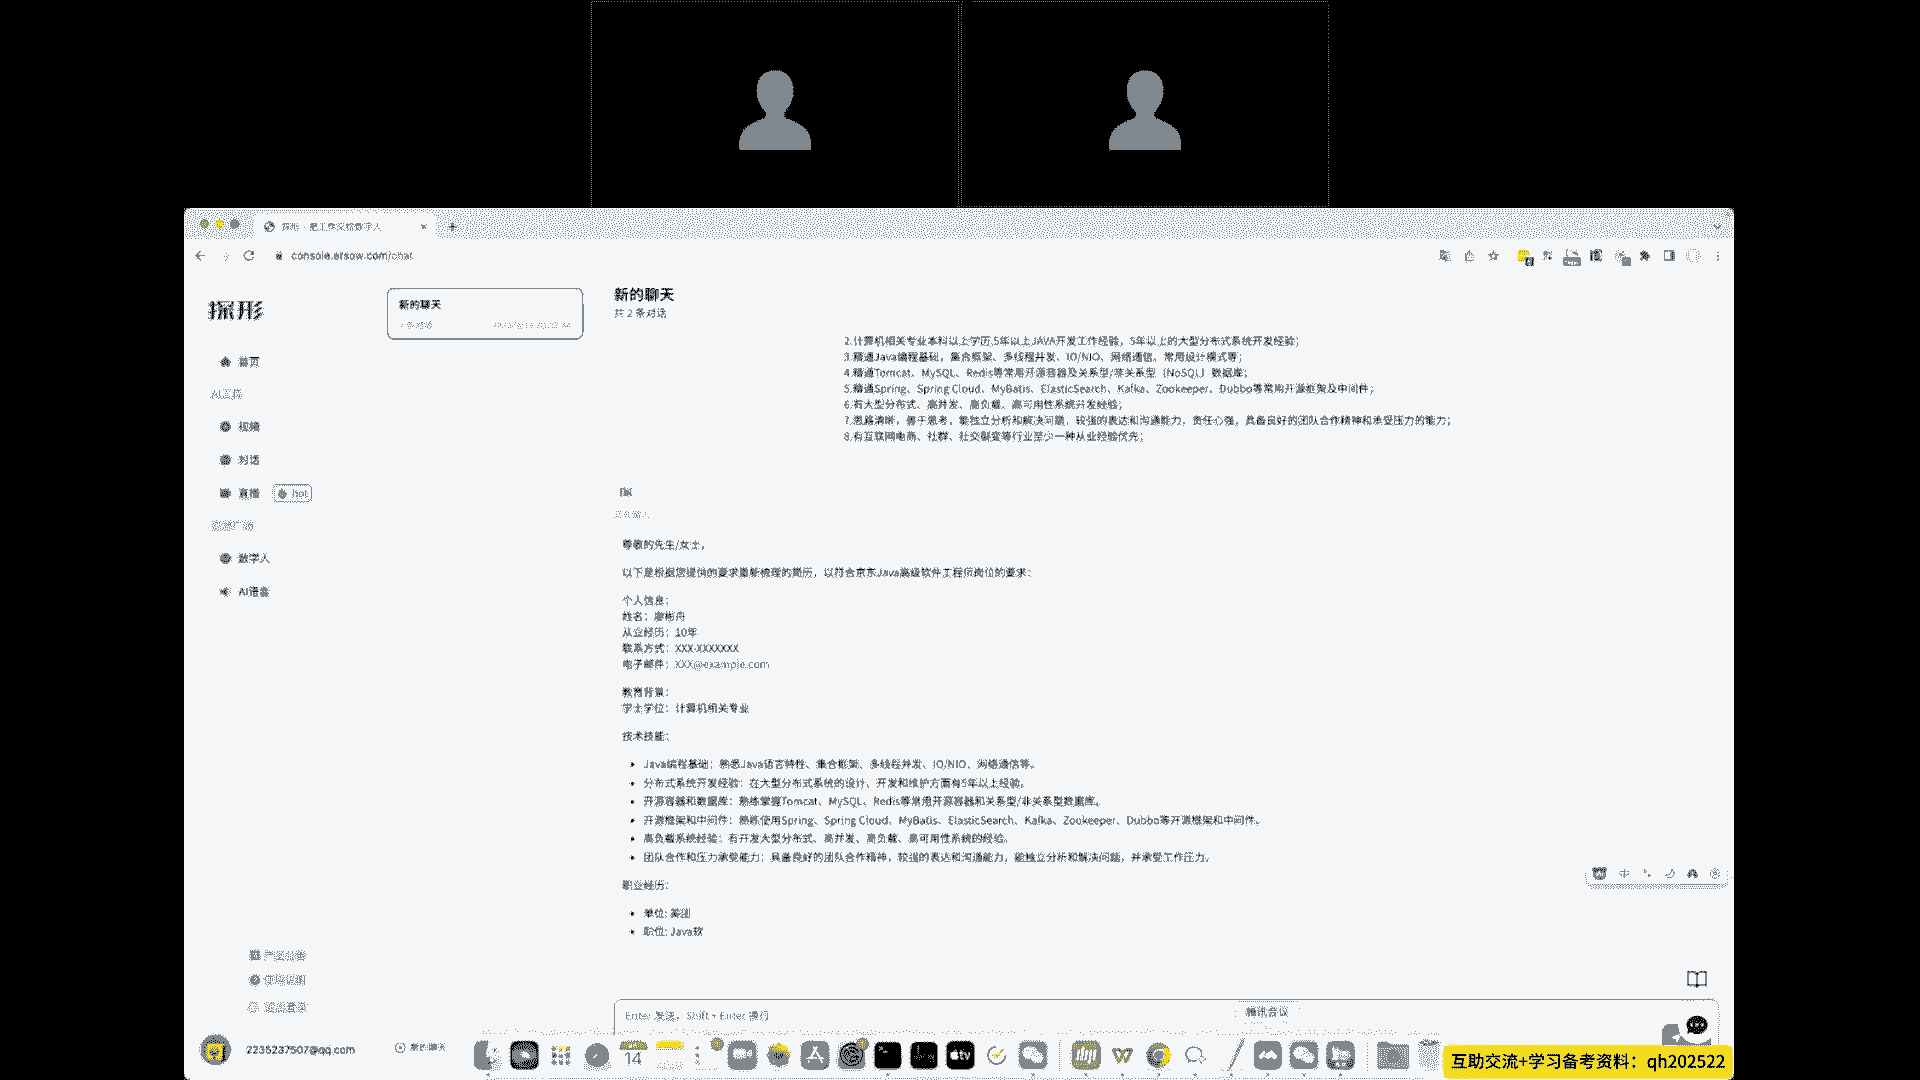 探形 - 把工作交给数字人
console.arsow.com/chat
探形
首页
AI工具
视频
对话
直播 hot
数字人
AI语音
2235237507@qq.com
新的聊天
新的聊天
新的聊天
共 2 条对话
2.计算机相关专业本科以上学历,5年以上JAVA开发工作经验，5年以上的大型分布式系统开发经验；
3.精通Java编程基础，集合框架、多线程并发、IO/NIO、网络通信、常用设计模式等；
4.精通Tomcat、MySQL、Redis等常用开源容器及关系型/非关系型（NoSQL）数据库；
5.精通Spring、Spring Cloud、MyBatis、ElasticSearch、Kafka、Zookeeper、Dubbo等常用开源框架及中间件；
6.有大型分布式、高并发、高负载、高可用性系统开发经验；
7.思路清晰，善于思考，能独立分析和解决问题，较强的表达和沟通能力，责任心强，具备良好的团队合作精神和承受压力的能力；
8.有互联网电商、社群、社交裂变等行业至少一种从业经验优先；
正在输入
尊敬的先生/女士，
以下是根据您提供的要求重新梳理的简历，以符合京东Java高级软件工程师岗位的要求：
个人信息：
姓名：廖彬舟
从业经历：10年
联系方式：XXX-XXXXXXX
电子邮件：XXX@example.com
教育背景：
学士学位：计算机相关专业
技术技能：
Java编程基础：熟悉Java语言特性、集合框架、多线程并发、IO/NIO、网络通信等。
分布式系统开发经验：在大型分布式系统的设计、开发和维护方面有5年以上经验。
开源容器和数据库：熟练掌握Tomcat、MySQL、Redis等常用开源容器和关系型/非关系型数据库。
开源框架和中间件：熟练使用Spring、Spring Cloud、MyBatis、ElasticSearch、Kafka、Zookeeper、Dubbo等开源框架和中间件。
高负载系统经验：有开发大型分布式、高并发、高负载、高可用性系统的经验。
团队合作和压力承受能力：具备良好的团队合作精神，较强的表达和沟通能力，能独立分析和解决问题，并承受工作压力。
职业经历：
单位: 美团
职位: Java软
Enter 发送，Shift + Enter 换行
腾讯会议
中
14
tv
互助交流+学习备考资料：qh202522